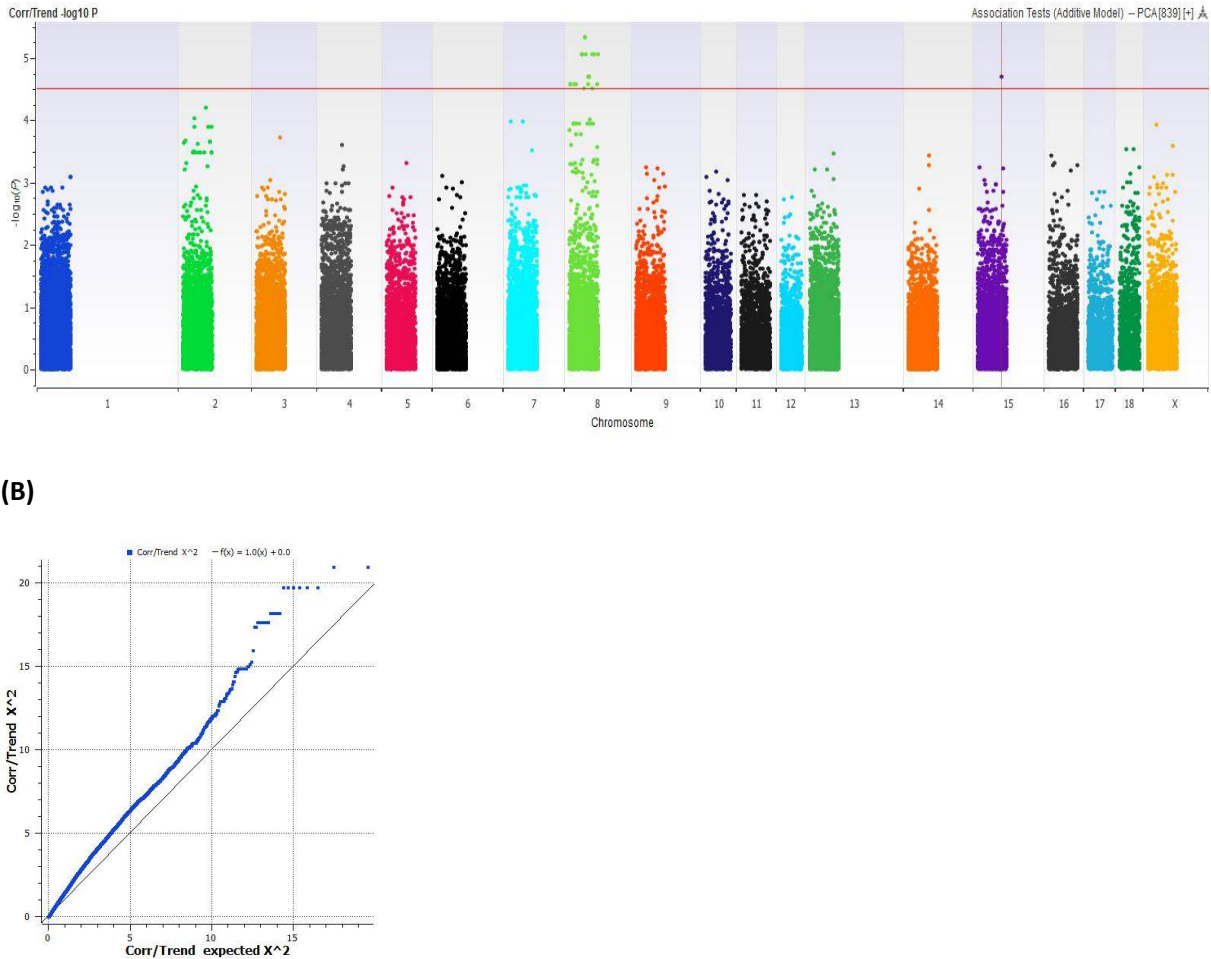 Corr/Trend -log10 P
Association Tests (Additive Model) -- PCA[839] [+]
-log₁₀(P)
5
4
3
2
1
0
1 2 3 4 5 6 7 8 9 10 11 12 13 14 15 16 17 18 X
Chromosome
(B)
Corr/Trend X^2 f(x) = 1.0(x) + 0.0
Corr/Trend X^2
20
15
10
5
0
0 5 10 15
Corr/Trend expected X^2